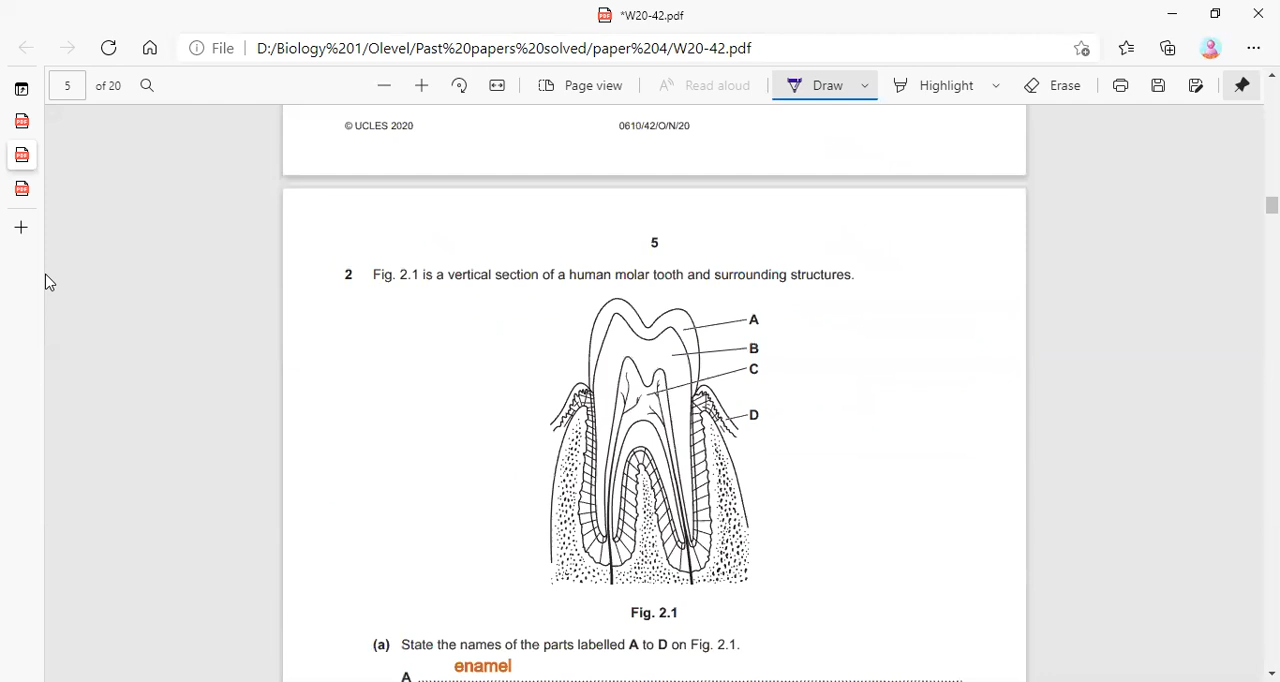 *W20-42.pdf
File | D:/Biology%201/Olevel/Past%20papers%20solved/paper%204/W20-42.pdf
5 of 20 Page view Read aloud Draw Highlight Erase
© UCLES 2020 0610/42/O/N/20
5
2 Fig. 2.1 is a vertical section of a human molar tooth and surrounding structures.
A
B
C
D
Fig. 2.1
(a) State the names of the parts labelled A to D on Fig. 2.1.
enamel
A ................................................................